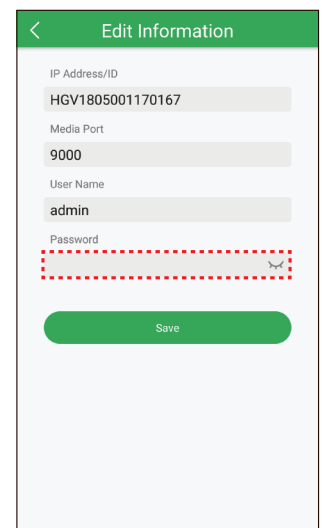 Edit Information
IP Address/ID
HGV1805001170167
Media Port
9000
User Name
admin
Password
Save